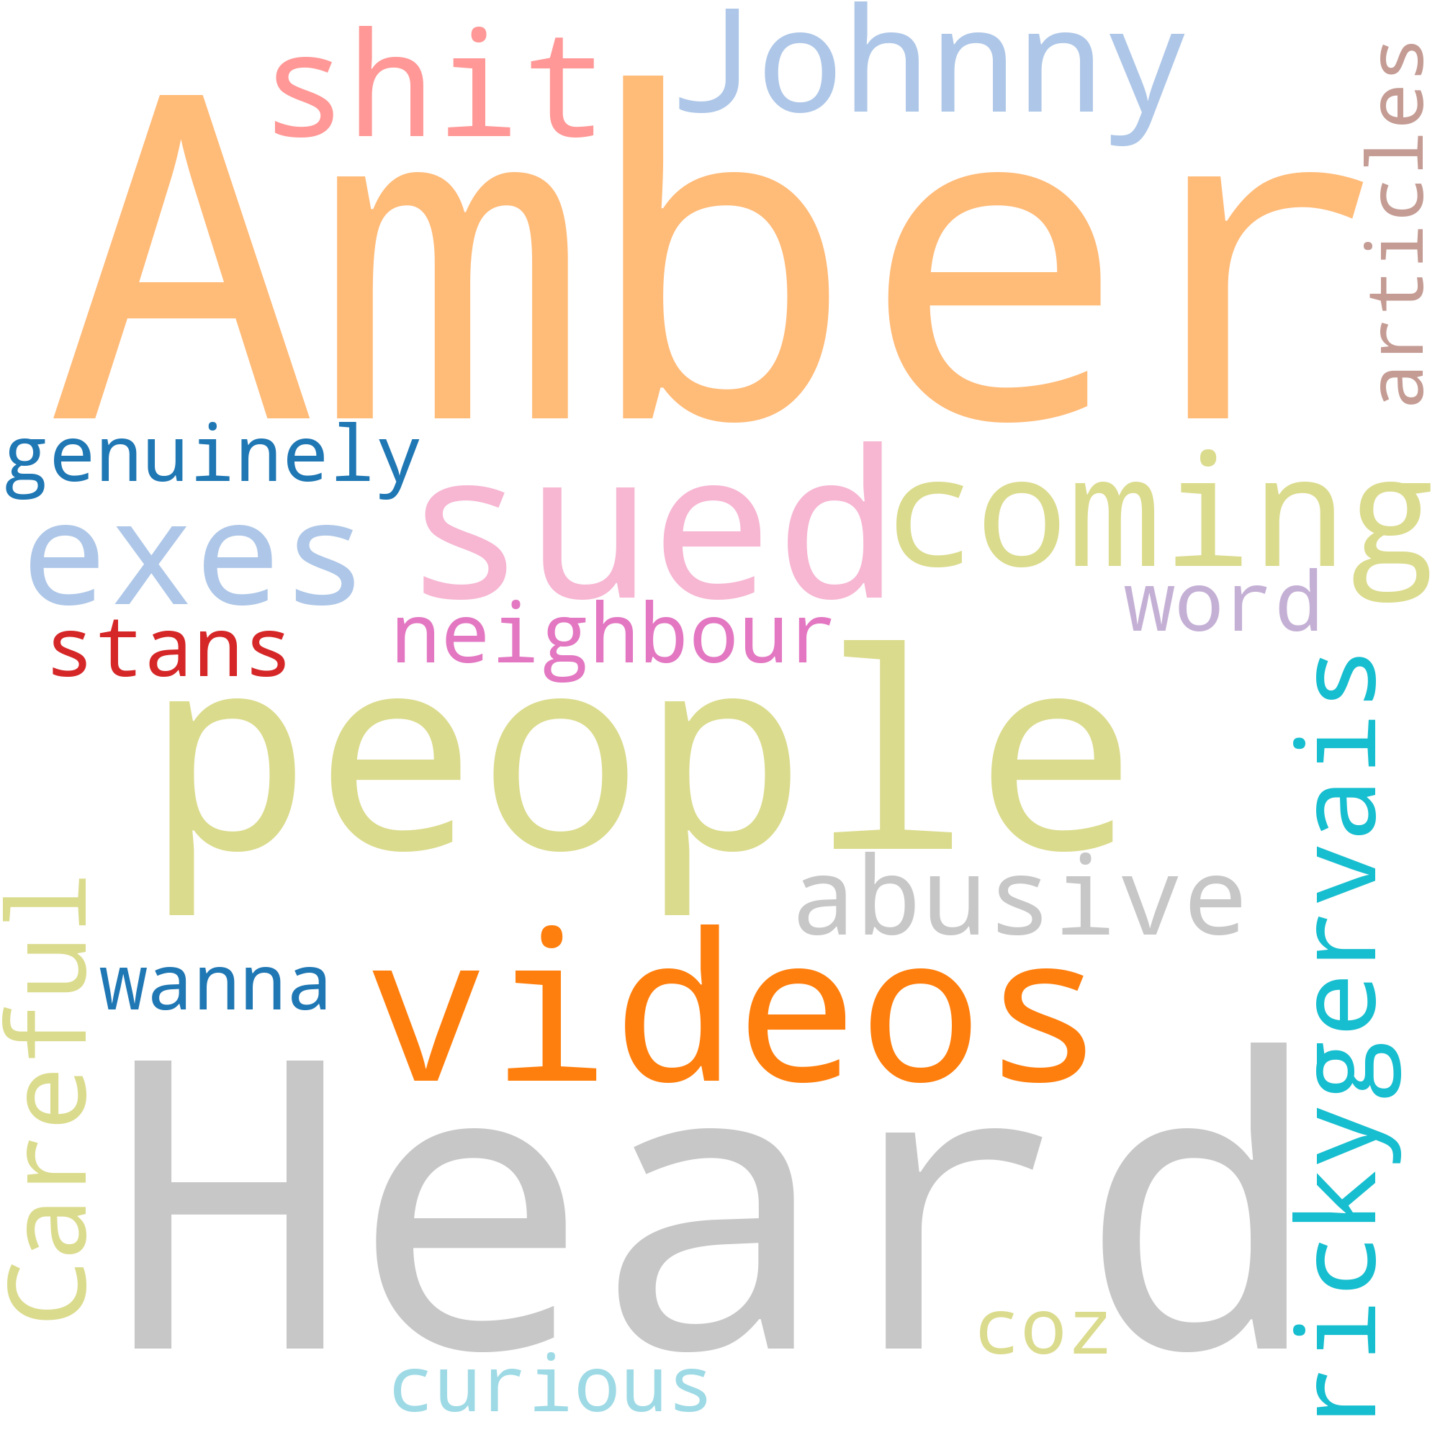 shit
Johnny
Amber
articles
genuinely
sued
coming
exes
word
stans
neighbour
people
rickygervais
abusive
Careful
wanna
videos
Heard
coz
curious